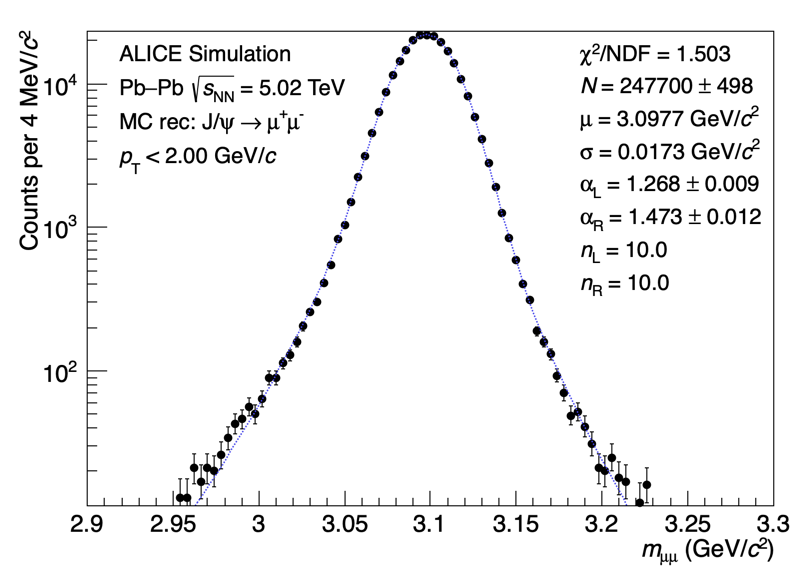 ALICE Simulation
Pb–Pb √sNN = 5.02 TeV
MC rec: J/ψ → μ⁺μ⁻
pT < 2.00 GeV/c
χ²/NDF = 1.503
N = 247700 ± 498
μ = 3.0977 GeV/c²
σ = 0.0173 GeV/c²
αL = 1.268 ± 0.009
αR = 1.473 ± 0.012
nL = 10.0
nR = 10.0
Counts per 4 MeV/c²
10⁴
10³
10²
2.9 2.95 3 3.05 3.1 3.15 3.2 3.25 3.3
mμμ (GeV/c²)